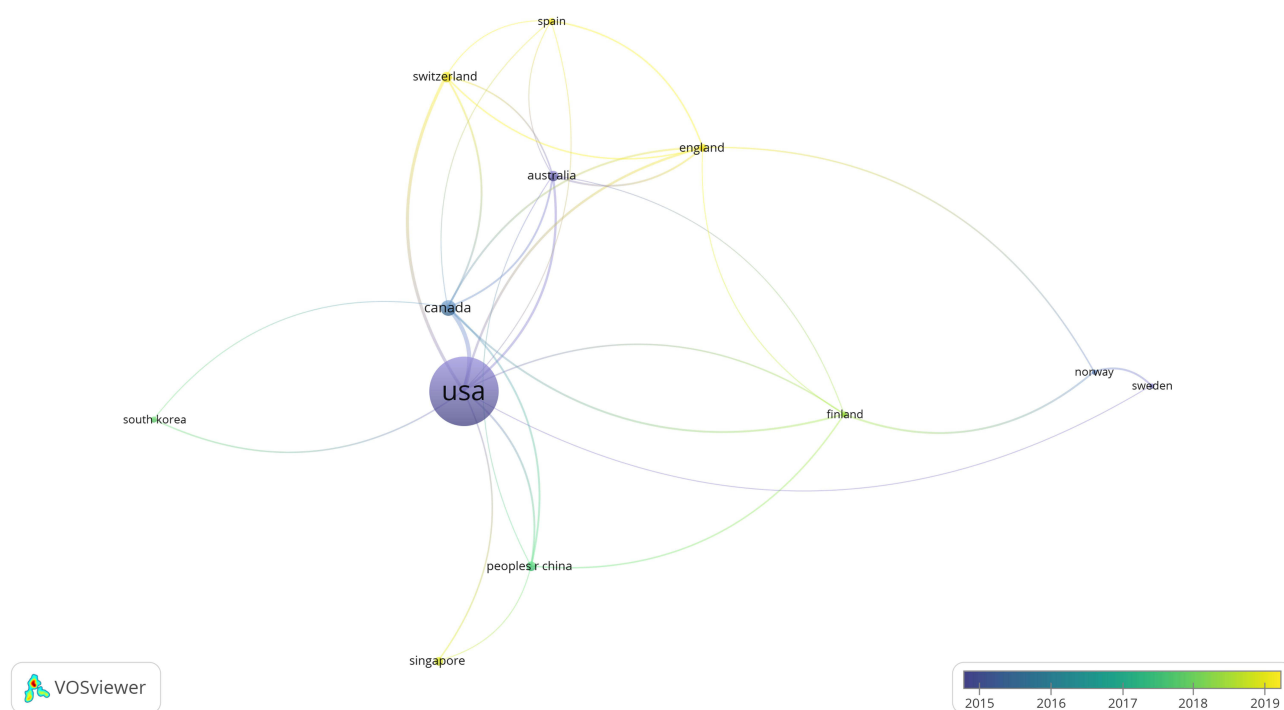 spain
switzerland
england
australia
canada
norway
sweden
usa
finland
south korea
peoples r china
singapore
VOSviewer
2015 2016 2017 2018 2019